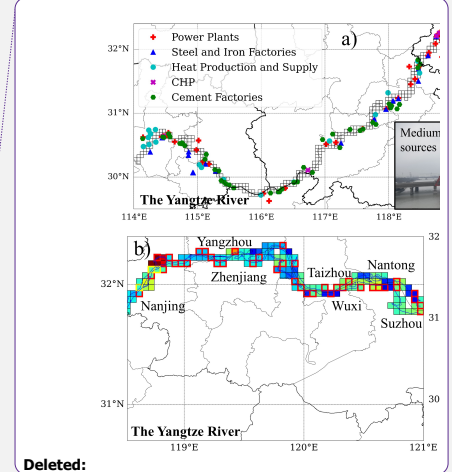 a)
Power Plants
Steel and Iron Factories
Heat Production and Supply
CHP
Cement Factories
32°N
31°N
30°N
Medium
sources
The Yangtze River
114°E 115°E 116°E 117°E 118°E
b)
Yangzhou
32
Zhenjiang
Taizhou
Nantong
32°N
Nanjing
Wuxi
31
Suzhou
31°N
30
The Yangtze River
119°E 120°E 121°E
Deleted: